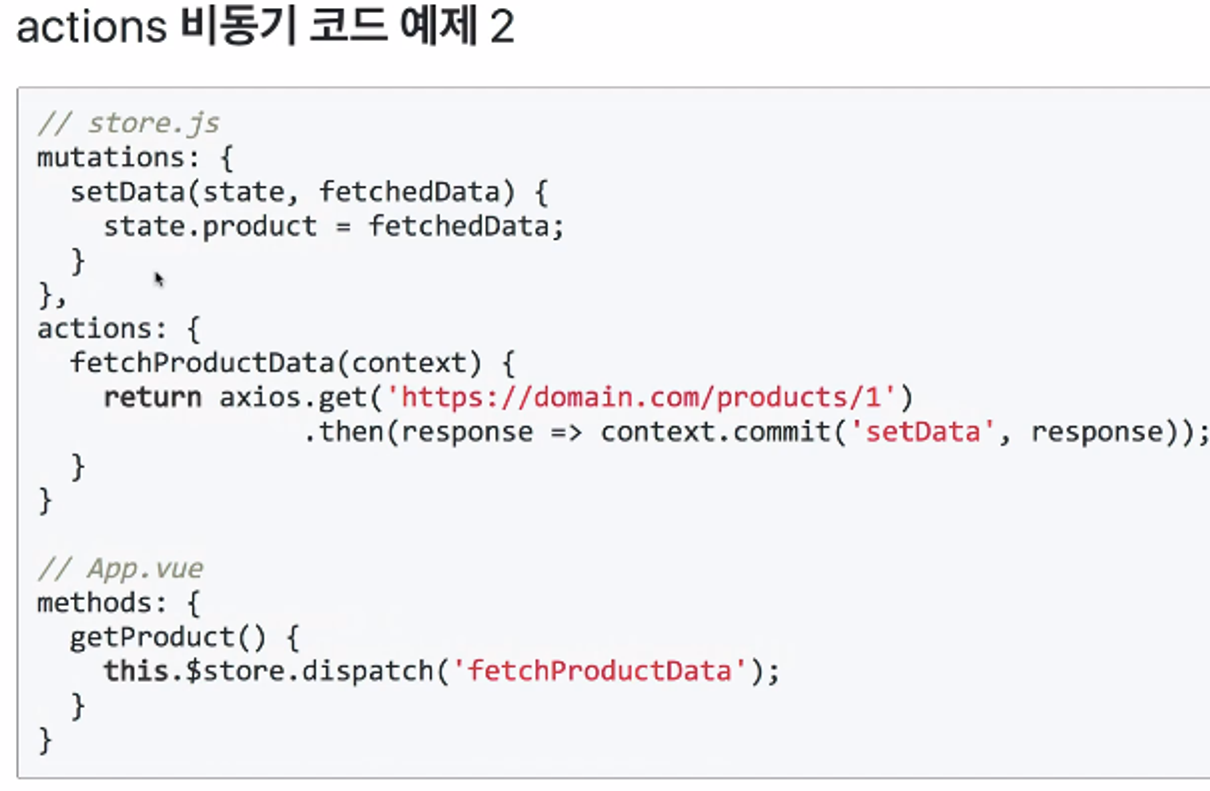 actions 비동기 코드 예제 2
// store.js
mutations: {
  setData(state, fetchedData) {
    state.product = fetchedData;
  }
},
actions: {
  fetchProductData(context) {
    return axios.get('https://domain.com/products/1')
                .then(response => context.commit('setData', response));
  }
}

// App.vue
methods: {
  getProduct() {
    this.$store.dispatch('fetchProductData');
  }
}